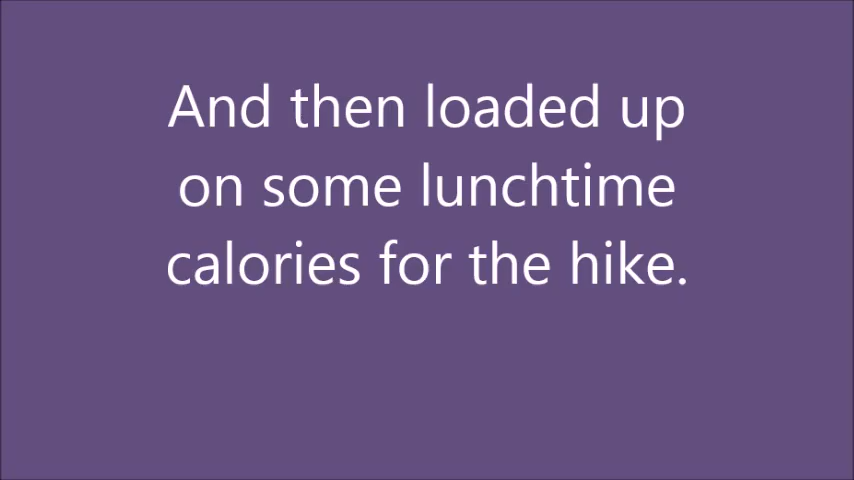 And then loaded up
on some lunchtime
calories for the hike.